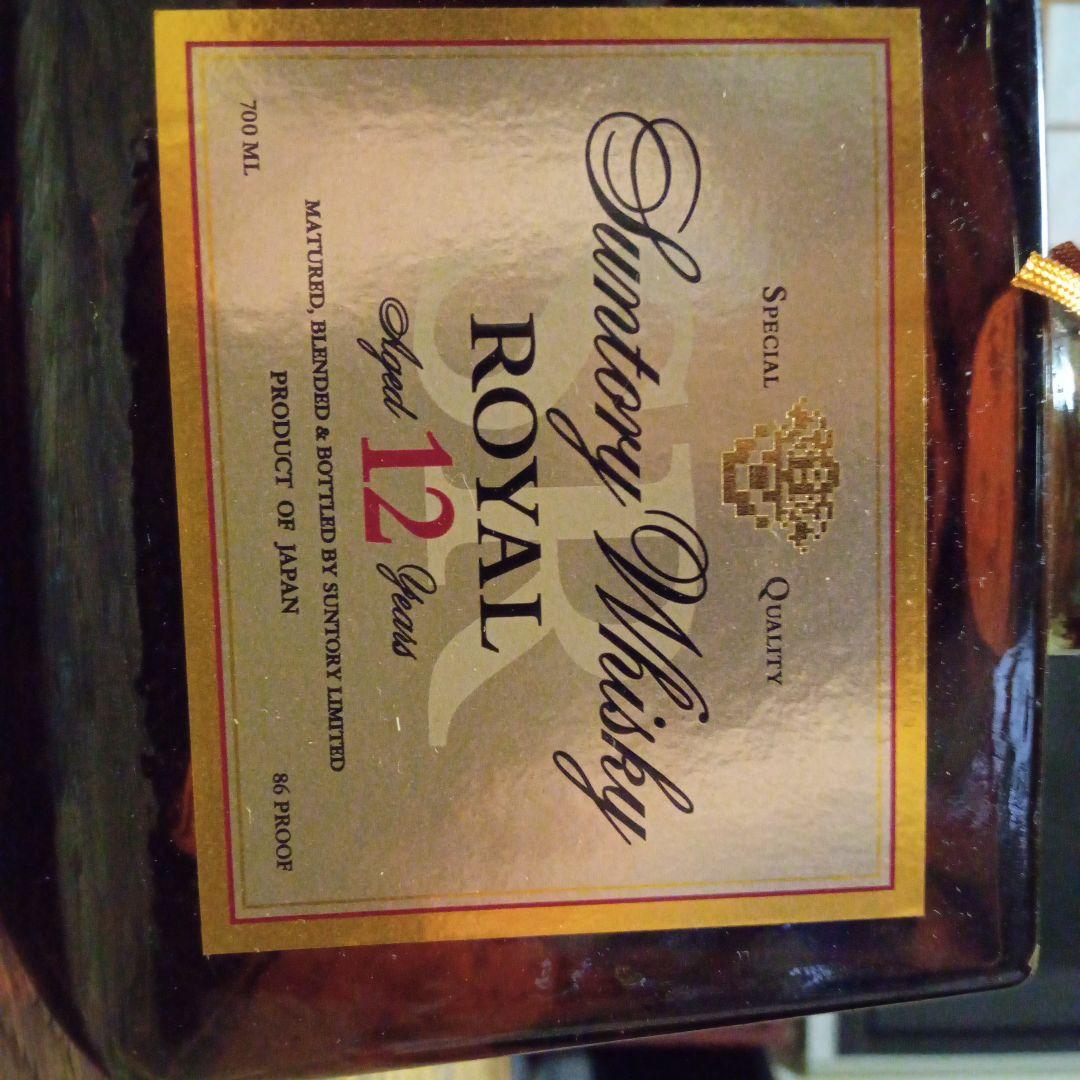 SPECIAL QUALITY
Suntory Whisky
ROYAL
Aged 12 Years
MATURED, BLENDED & BOTTLED BY SUNTORY LIMITED
700 ML PRODUCT OF JAPAN 86 PROOF